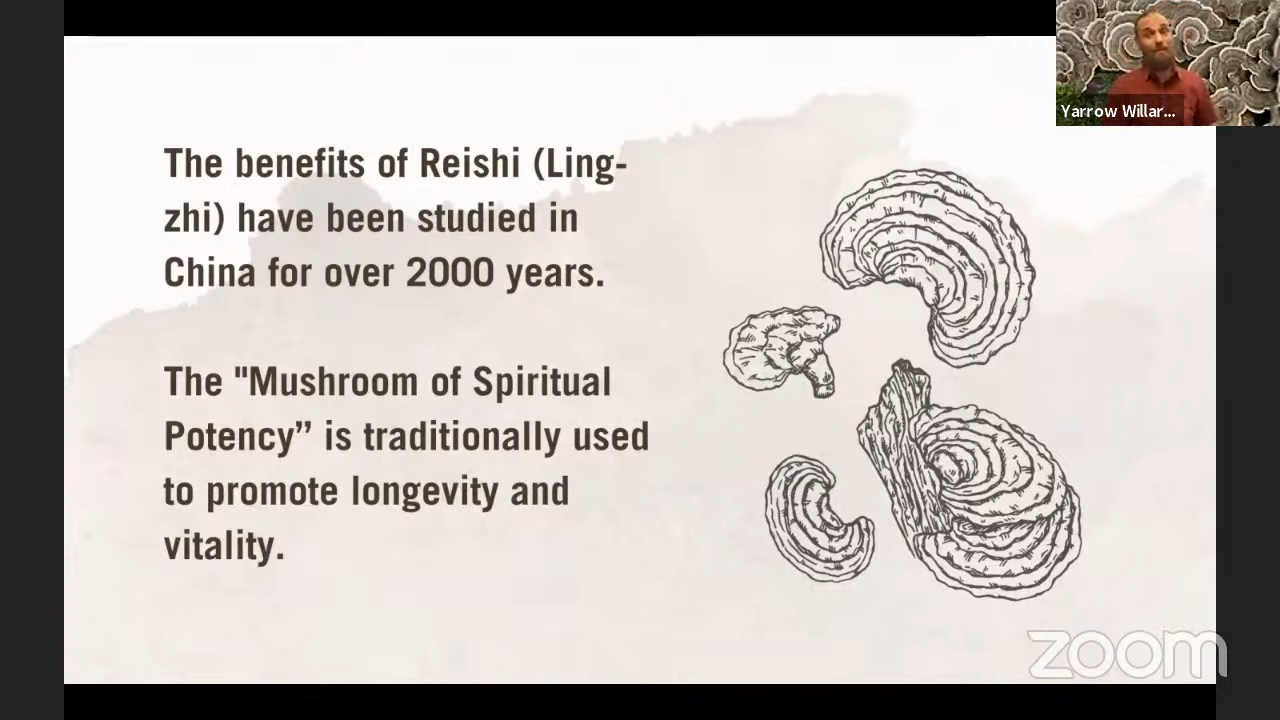 Yarrow Willar...
The benefits of Reishi (Ling-
zhi) have been studied in
China for over 2000 years.
The "Mushroom of Spiritual
Potency” is traditionally used
to promote longevity and
vitality.
zoom